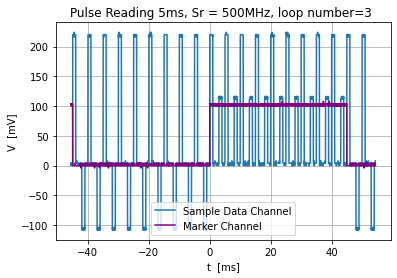 Pulse Reading 5ms, Sr = 500MHz, loop number=3
200
150
100
50
0
−50
−100
V [mV]
Sample Data Channel
Marker Channel
−40
−20
0
20
40
t [ms]